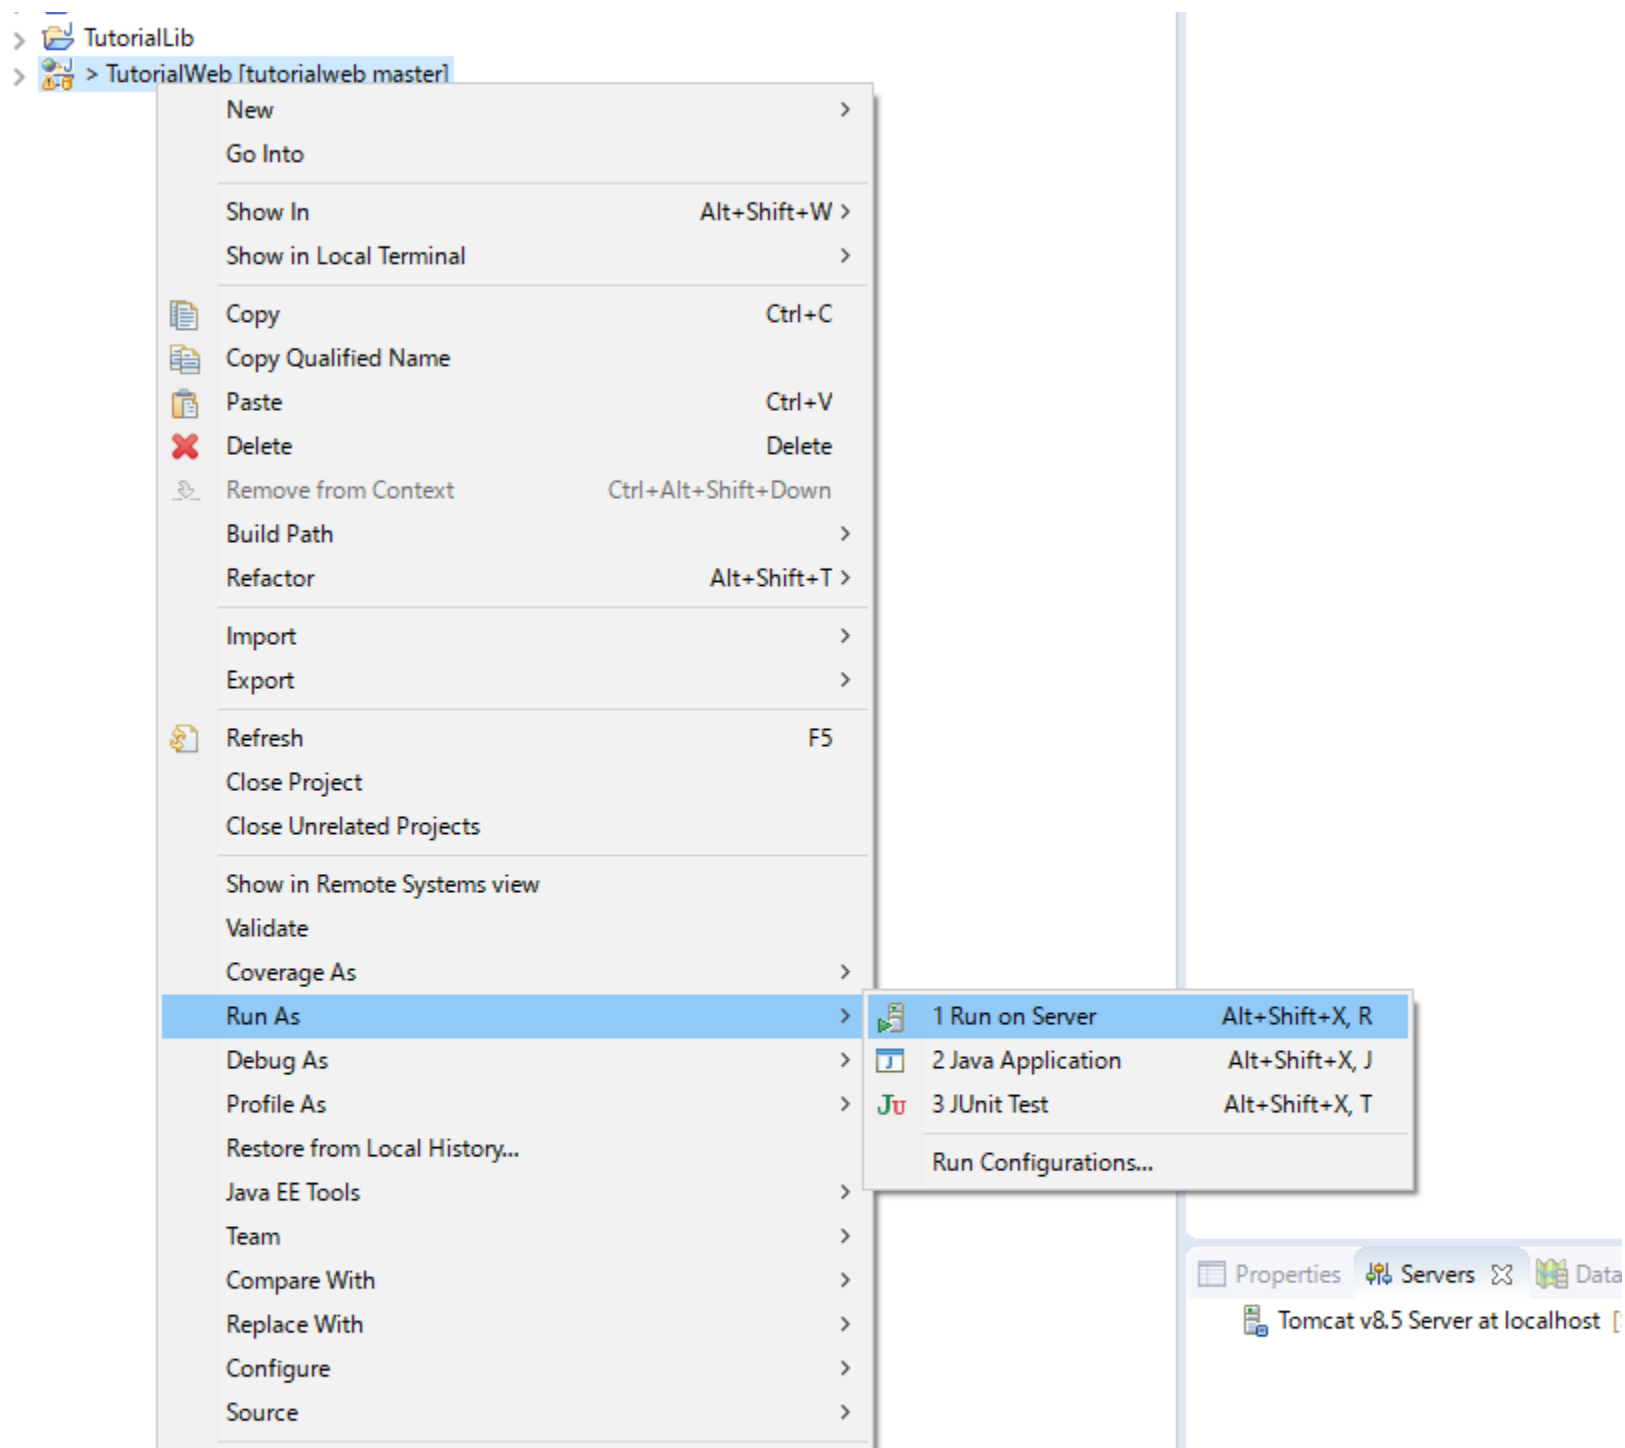 TutorialLib
> TutorialWeb [tutorialweb master]
New
Go Into
Show In Alt+Shift+W
Show in Local Terminal
Copy Ctrl+C
Copy Qualified Name
Paste Ctrl+V
Delete Delete
Remove from Context Ctrl+Alt+Shift+Down
Build Path
Refactor Alt+Shift+T
Import
Export
Refresh F5
Close Project
Close Unrelated Projects
Show in Remote Systems view
Validate
Coverage As
Run As
1 Run on Server Alt+Shift+X, R
Debug As
2 Java Application Alt+Shift+X, J
Profile As
3 JUnit Test Alt+Shift+X, T
Restore from Local History...
Run Configurations...
Java EE Tools
Team
Compare With
Replace With
Configure
Source
Properties Servers Data
Tomcat v8.5 Server at localhost [